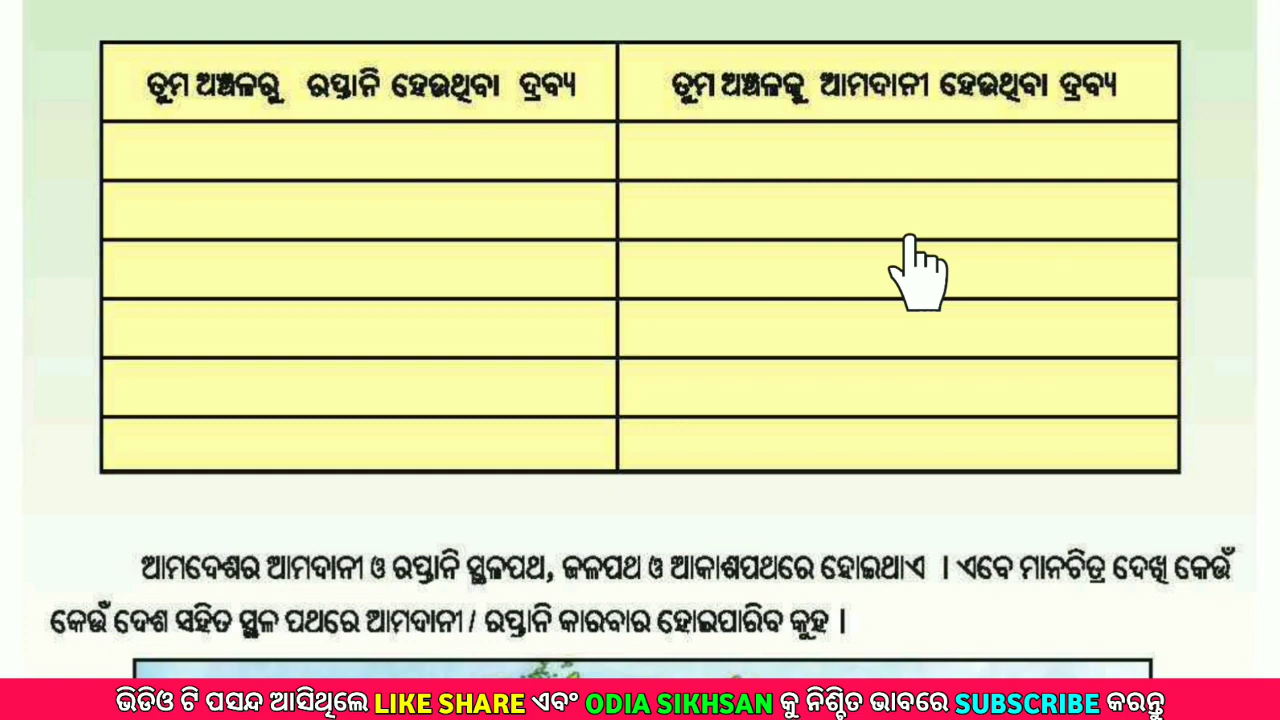 ତୁମ ଅଞ୍ଚଳରୁ ରପ୍ତାନି ହେଉଥିବା ଦ୍ରବ୍ୟ
ତୁମ ଅଞ୍ଚଳକୁ ଆମଦାନୀ ହେଉଥିବା ଦ୍ରବ୍ୟ
ଆମଦେଶର ଆମଦାନୀ ଓ ରପ୍ତାନି ସ୍ଥଳପଥ, ଜଳପଥ ଓ ଆକାଶପଥରେ ହୋଇଥାଏ । ଏବେ ମାନଚିତ୍ର ଦେଖି କେଉଁ
କେଉଁ ଦେଶ ସହିତ ସ୍ଥଳ ପଥରେ ଆମଦାନୀ / ରପ୍ତାନି କାରବାର ହୋଇପାରିବ କୁହ ।
ଭିଡିଓ ଟି ପସନ୍ଦ ଆସିଥିଲେ LIKE SHARE ଏବଂ ODIA SIKHSAN କୁ ନିଶ୍ଚିତ ଭାବରେ SUBSCRIBE କରନ୍ତୁ